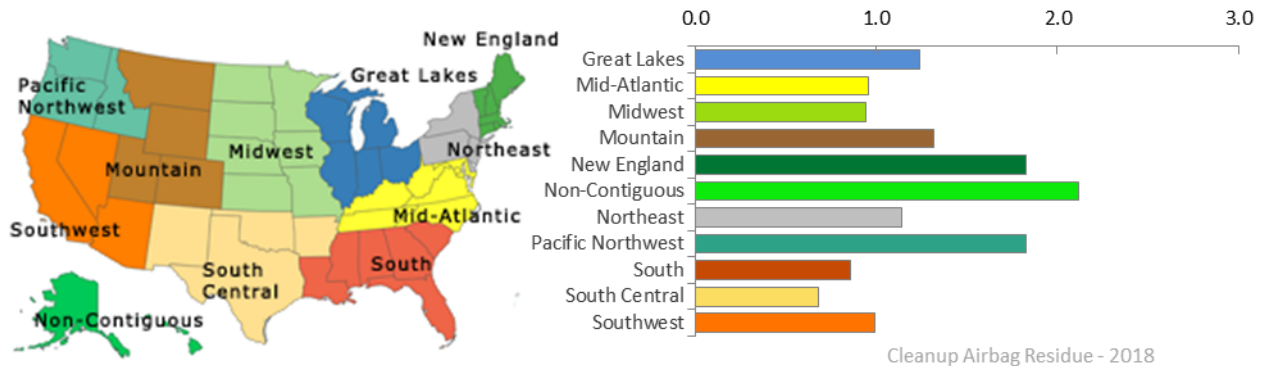 New England
Great Lakes
Pacific
Northwest
Midwest
Northeast
Mountain
Mid-Atlantic
Southwest
South
South
Central
Non-Contiguous
0.0 1.0 2.0 3.0
Great Lakes
Mid-Atlantic
Midwest
Mountain
New England
Non-Contiguous
Northeast
Pacific Northwest
South
South Central
Southwest
Cleanup Airbag Residue - 2018